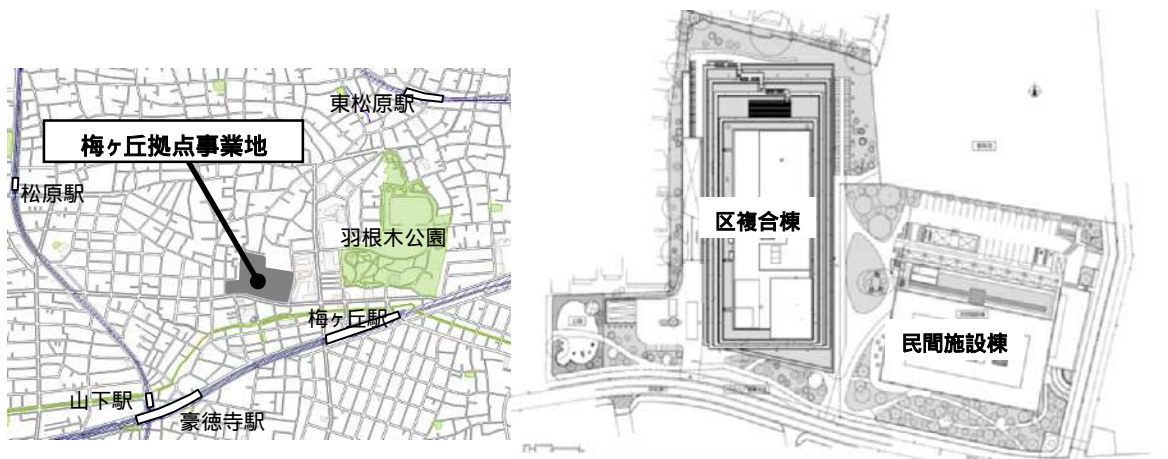 東松原駅
梅ヶ丘拠点事業地
松原駅
羽根木公園
梅ヶ丘駅
山下駅
豪徳寺駅
区複合棟
民間施設棟